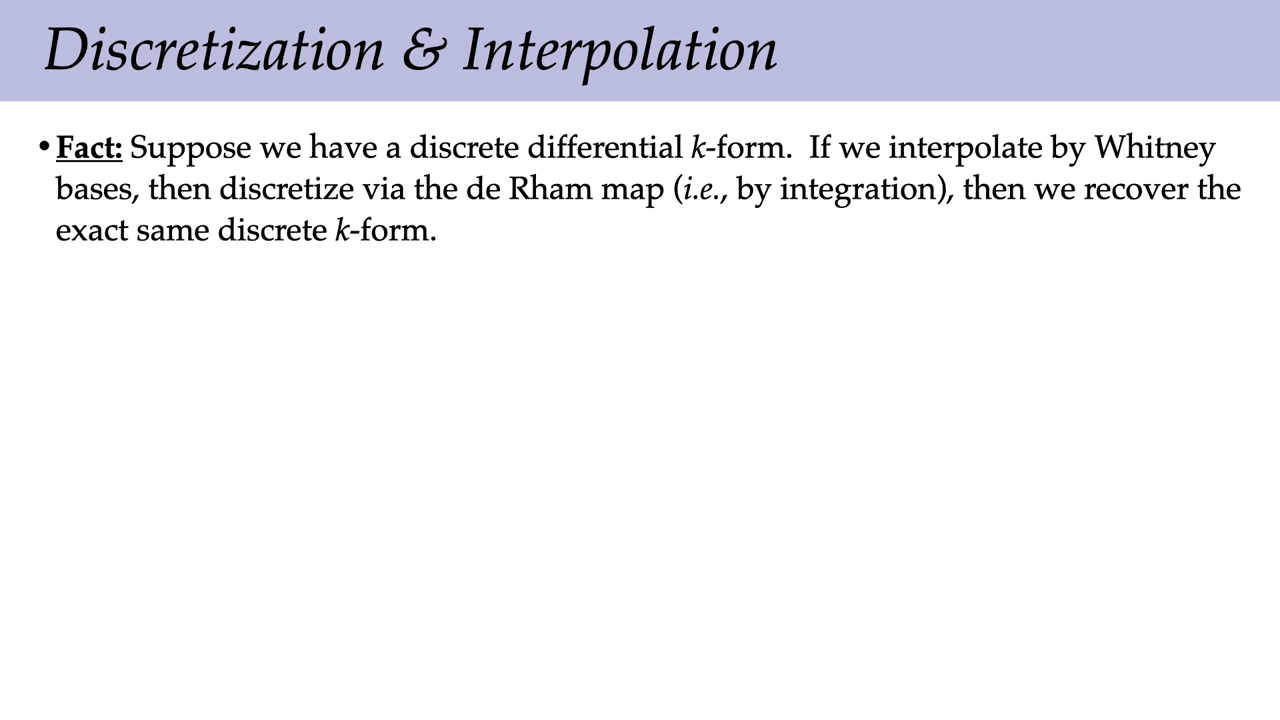 Discretization & Interpolation
•Fact: Suppose we have a discrete differential k-form.  If we interpolate by Whitney
bases, then discretize via the de Rham map (i.e., by integration), then we recover the
exact same discrete k-form.